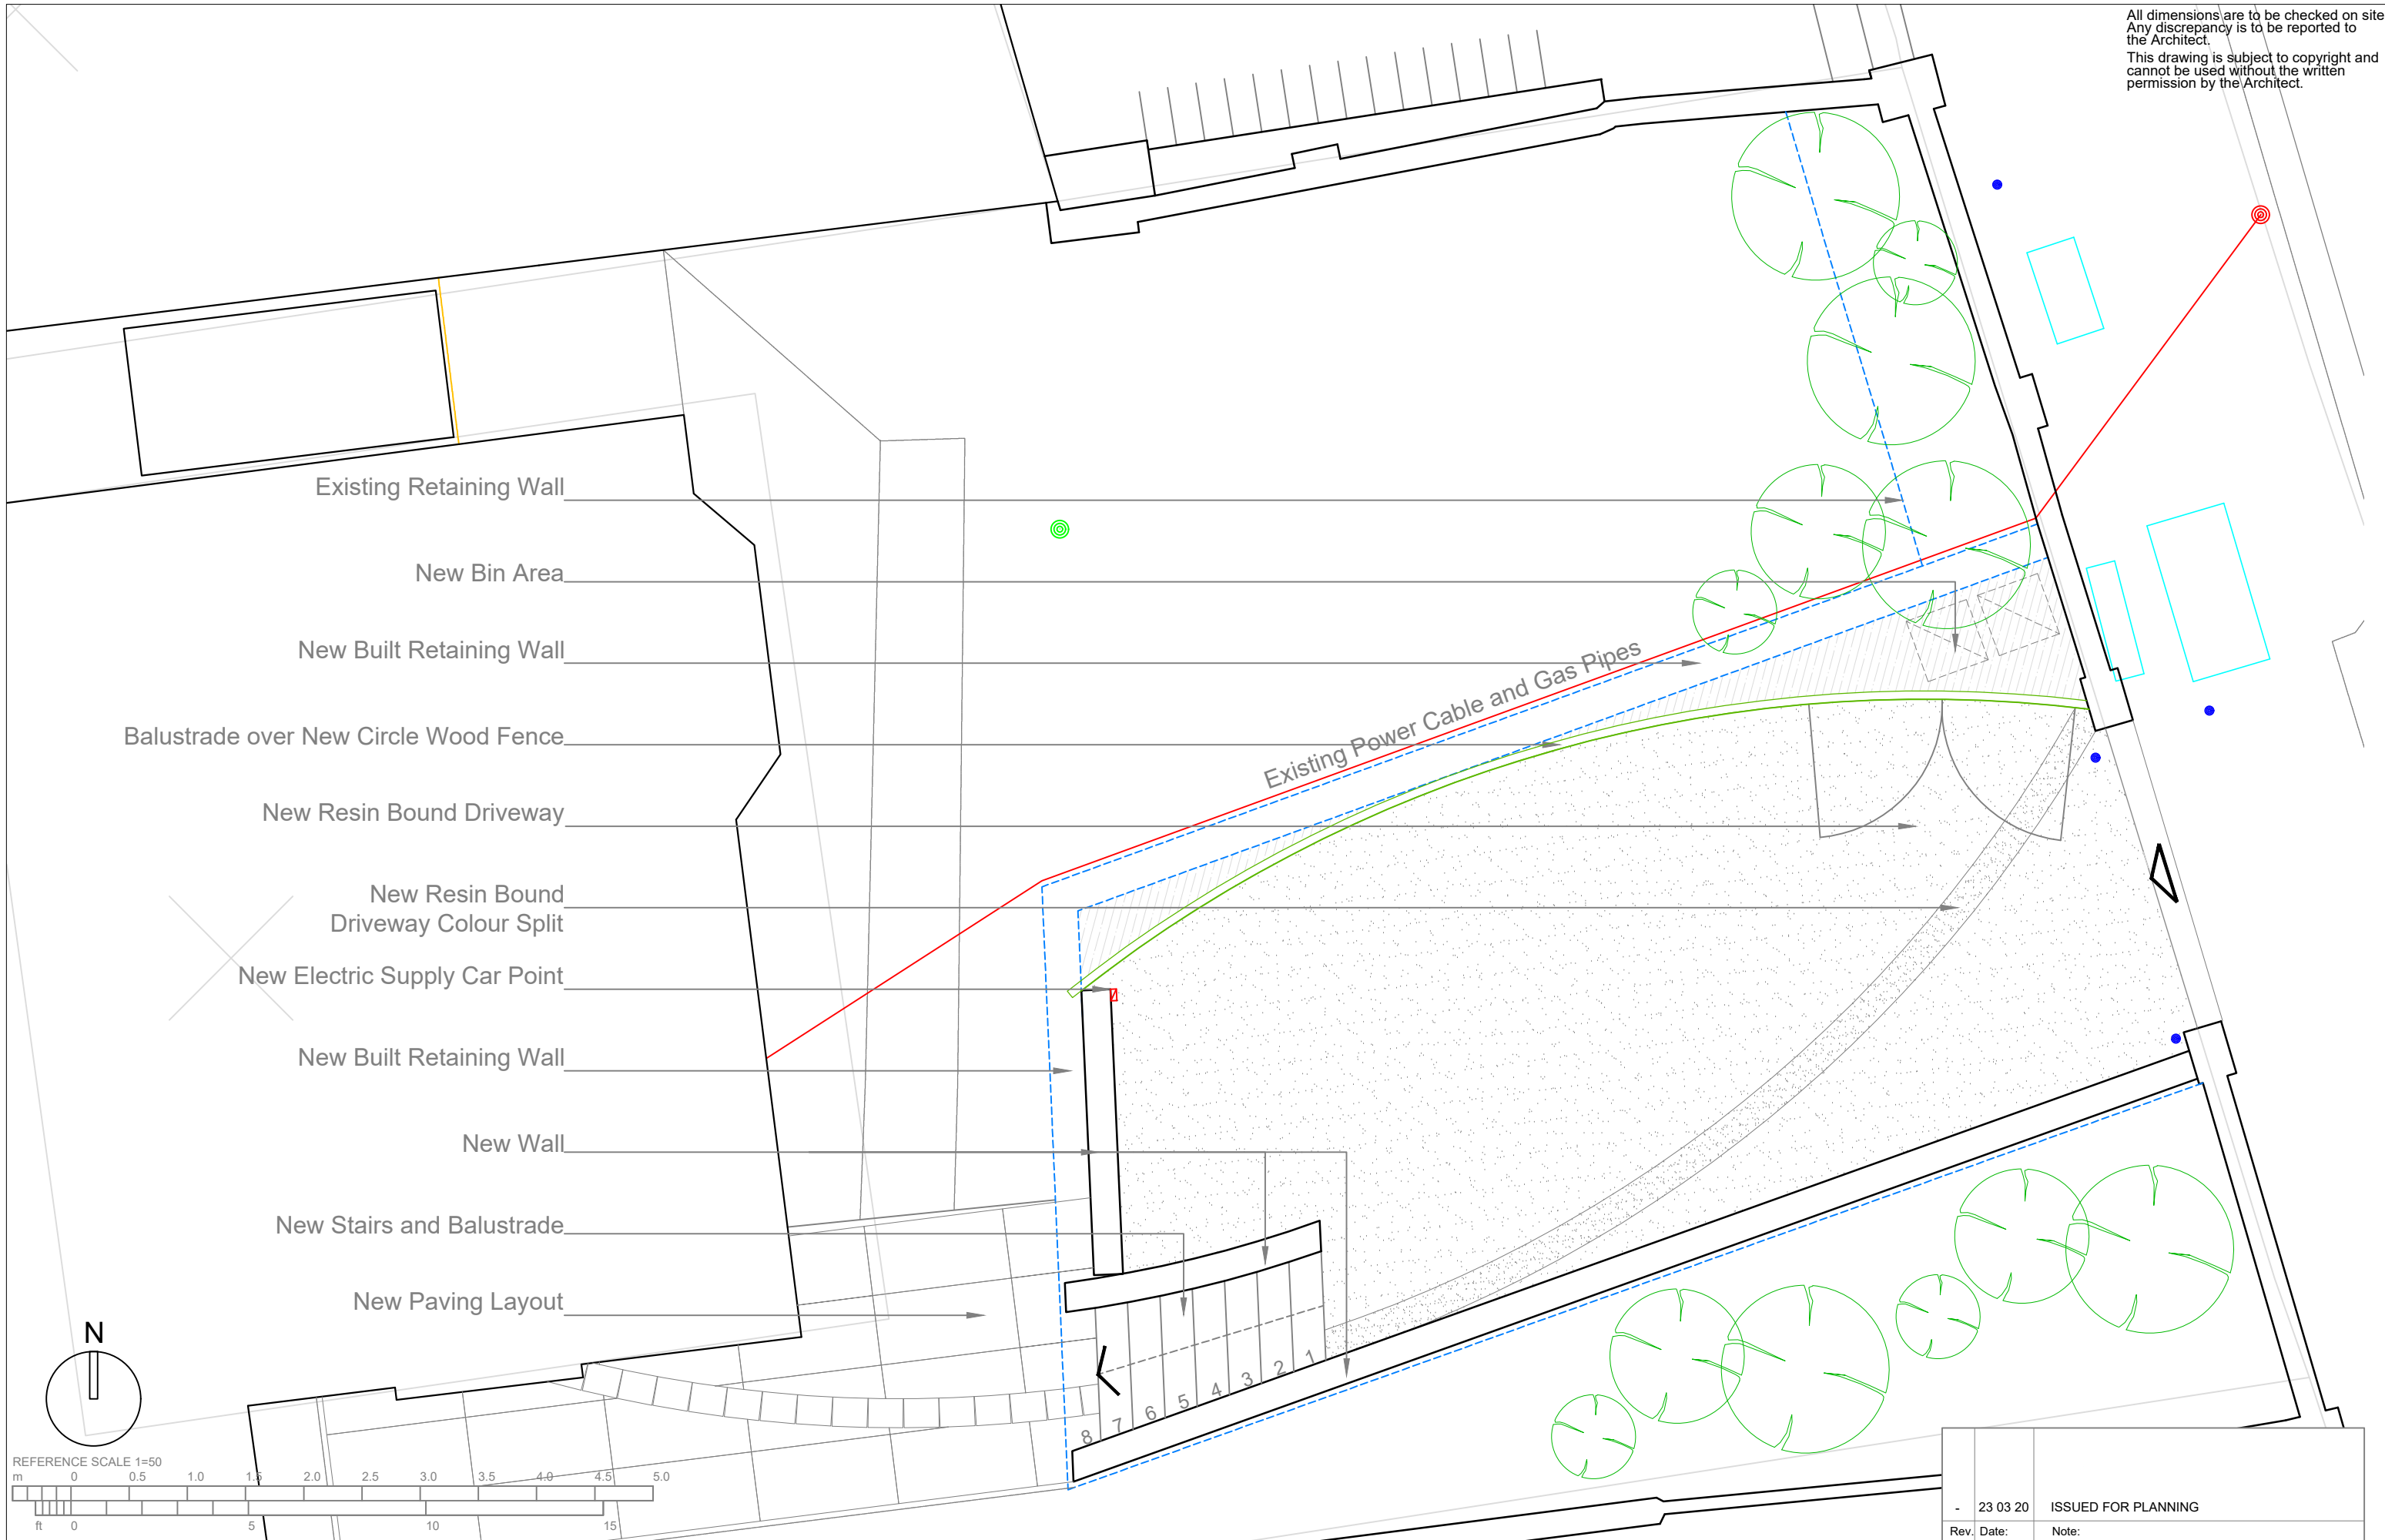 All dimensions are to be checked on site
Any discrepancy is to be reported to
the Architect.
This drawing is subject to copyright and
cannot be used without the written
permission by the Architect.
Existing Retaining Wall
New Bin Area
New Built Retaining Wall
Existing Power Cable and Gas Pipes
Balustrade over New Circle Wood Fence
New Resin Bound Driveway
New Resin Bound
Driveway Colour Split
New Electric Supply Car Point
New Built Retaining Wall
New Wall
New Stairs and Balustrade
New Paving Layout
8 7 6 5 4 3 2 1
N
REFERENCE SCALE 1=50
m 0 0.5 1.0 1.5 2.0 2.5 3.0 3.5 4.0 4.5 5.0
ft 0 5 10 15
- 23 03 20 ISSUED FOR PLANNING
Rev. Date: Note: